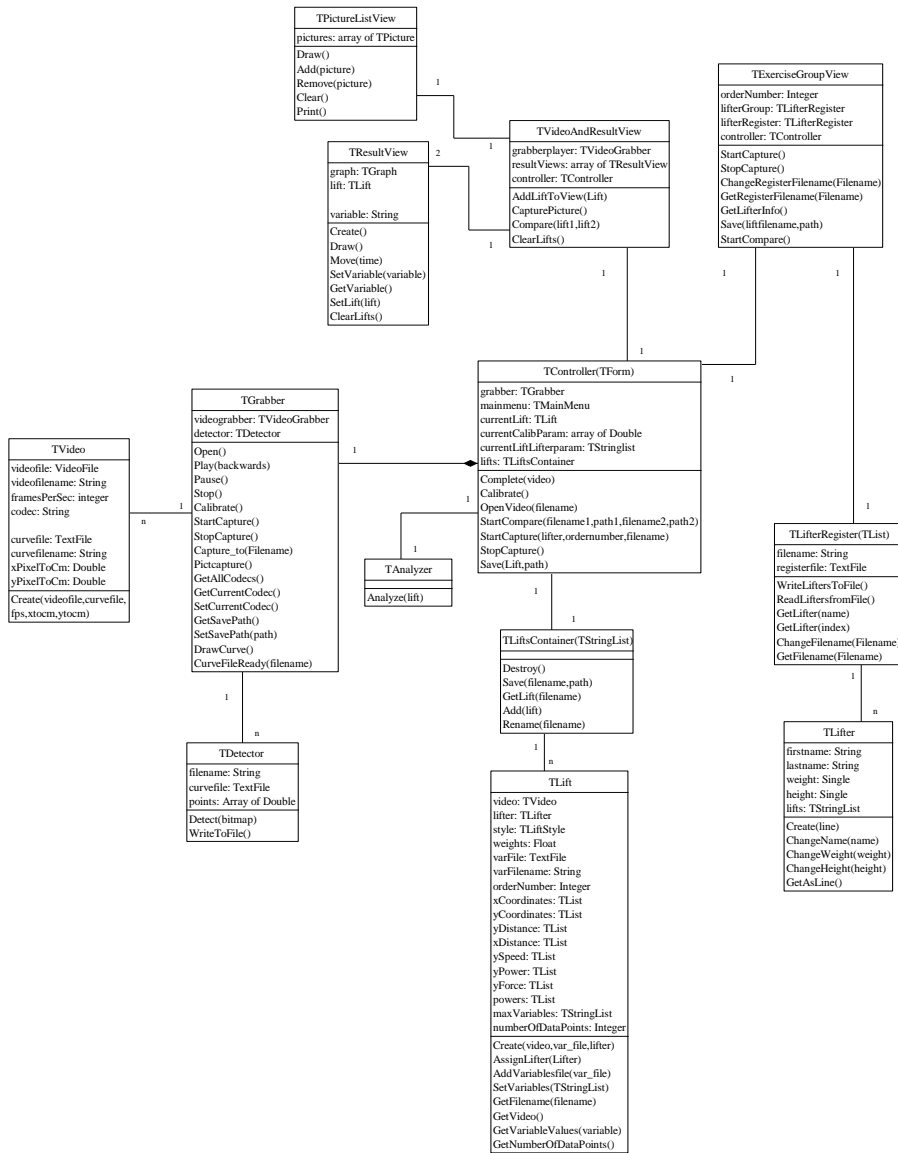 TPictureListView
pictures: array of TPicture
Draw()
Add(picture)
Remove(picture)
Clear()
Print()
1
1
TResultView
graph: TGraph
lift: TLift
variable: String
Create()
Draw()
Move(time)
SetVariable(variable)
GetVariable()
SetLift(lift)
ClearLifts()
2
1
TVideoAndResultView
grabberplayer: TVideoGrabber
resultViews: array of TResultView
controller: TController
AddLiftToView(Lift)
CapturePicture()
Compare(lift1,lift2)
ClearLifts()
1
1
TExerciseGroupView
orderNumber: Integer
lifterGroup: TLifterRegister
lifterRegister: TLifterRegister
controller: TController
StartCapture()
StopCapture()
ChangeRegisterFilename(Filename)
GetRegisterFilename(Filename)
GetLifterInfo()
Save(liftfilename,path)
StartCompare()
1
1
1
1
TController(TForm)
grabber: TGrabber
mainmenu: TMainMenu
currentLift: TLift
currentCalibParam: array of Double
currentLiftLifterparam: TStringlist
lifts: TLiftsContainer
Complete(video)
Calibrate()
OpenVideo(filename)
StartCompare(filename1,path1,filename2,path2)
StartCapture(lifter,ordernumber,filename)
StopCapture()
Save(Lift,path)
1
1
1
1
1
TGrabber
videograbber: TVideoGrabber
detector: TDetector
Open()
Play(backwards)
Pause()
Stop()
Calibrate()
StartCapture()
StopCapture()
Capture_to(Filename)
Pictcapture()
GetAllCodecs()
GetCurrentCodec()
SetCurrentCodec()
GetSavePath()
SetSavePath(path)
DrawCurve()
CurveFileReady(filename)
1
n
1
n
TVideo
videofile: VideoFile
videofilename: String
framesPerSec: integer
codec: String
curvefile: TextFile
curvefilename: String
xPixelToCm: Double
yPixelToCm: Double
Create(videofile,curvefile,
fps,xtocm,ytocm)
TAnalyzer
Analyze(lift)
TLifterRegister(TList)
filename: String
registerfile: TextFile
WriteLiftersToFile()
ReadLiftersfromFile()
GetLifter(name)
GetLifter(index)
ChangeFilename(Filename)
GetFilename(Filename)
1
n
TLiftsContainer(TStringList)
Destroy()
Save(filename,path)
GetLift(filename)
Add(lift)
Rename(filename)
1
n
TDetector
filename: String
curvefile: TextFile
points: Array of Double
Detect(bitmap)
WriteToFile()
TLifter
firstname: String
lastname: String
weight: Single
height: Single
lifts: TStringList
Create(line)
ChangeName(name)
ChangeWeight(weight)
ChangeHeight(height)
GetAsLine()
TLift
video: TVideo
lifter: TLifter
style: TLiftStyle
weights: Float
varFile: TextFile
varFilename: String
orderNumber: Integer
xCoordinates: TList
yCoordinates: TList
yDistance: TList
xDistance: TList
ySpeed: TList
yPower: TList
yForce: TList
powers: TList
maxVariables: TStringList
numberOfDataPoints: Integer
Create(video,var_file,lifter)
AssignLifter(Lifter)
AddVariablesfile(var_file)
SetVariables(TStringList)
GetFilename(filename)
GetVideo()
GetVariableValues(variable)
GetNumberOfDataPoints()